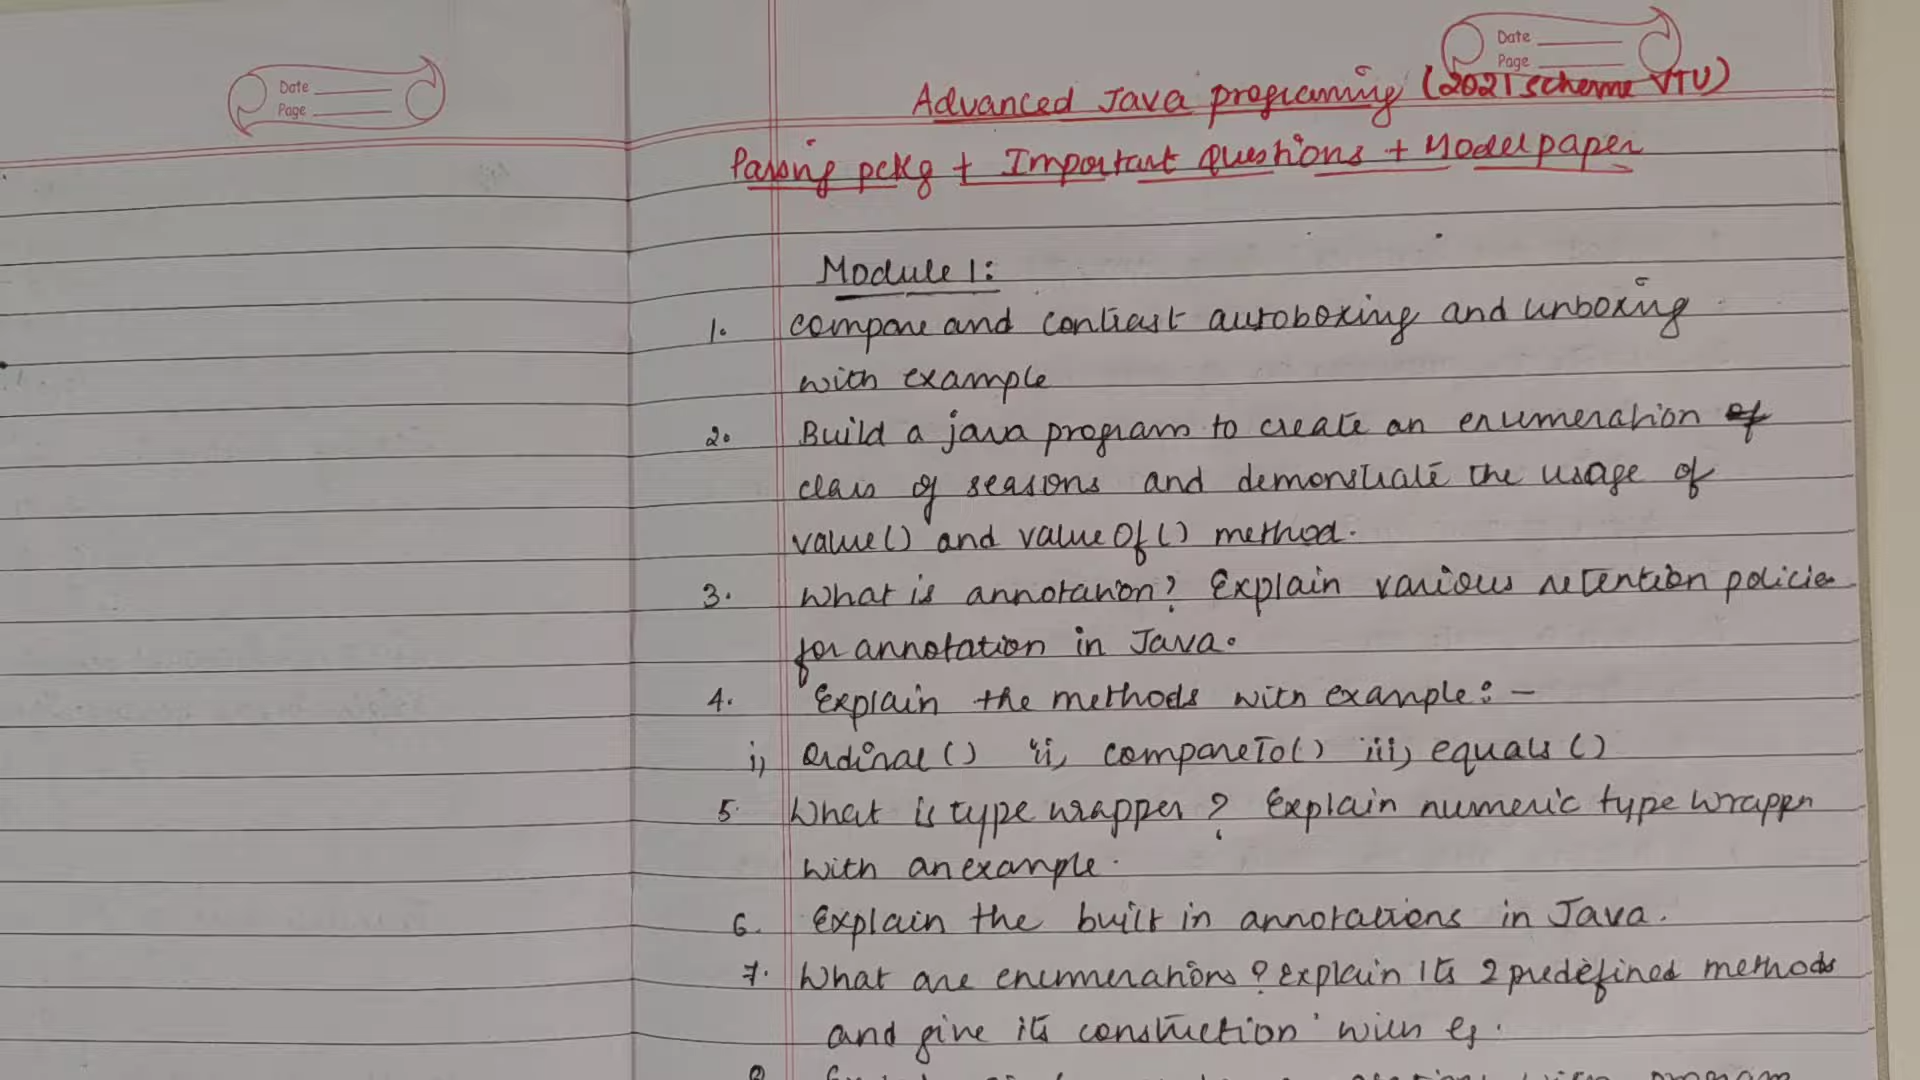 Date
Page
Date
Page
Advanced Java programing (2021 scheme VTU)
Passing pckg + Important Questions + Model paper
Module 1:
1. compare and contrast autoboxing and unboxing
with example
2. Build a java program to create an enumeration of
class of seasons and demonstrate the usage of
value() and valueOf() method.
3. What is annotation? Explain various retention policies
for annotation in Java.
4. Explain the methods with example: -
i, ordinal() ii, compareTo() iii, equals()
5. What is type wrapper? Explain numeric type wrapper
with an example.
6. Explain the built in annotations in Java.
7. What are enumerations? Explain its 2 predefined methods
and give its construction with eg.
8. program